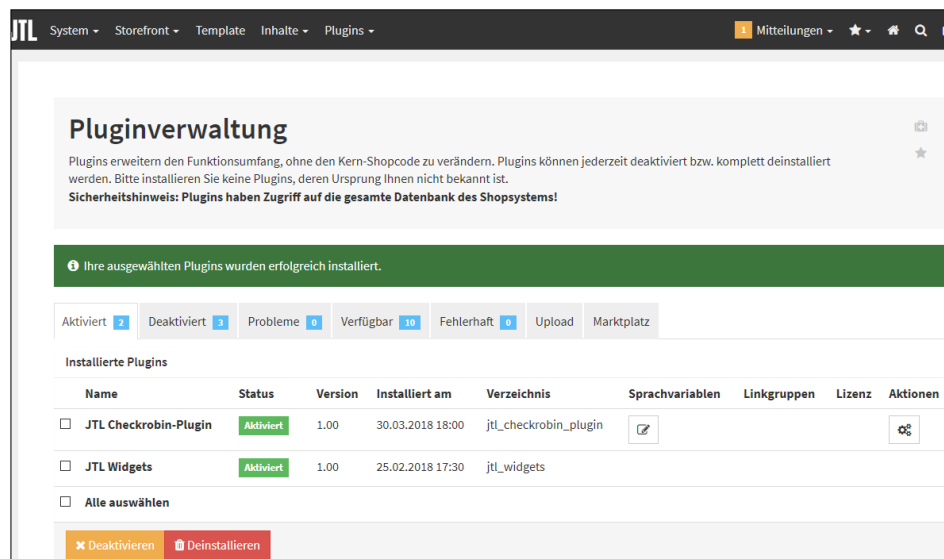 JTL System Storefront Template Inhalte Plugins 1 Mitteilungen
Pluginverwaltung
Plugins erweitern den Funktionsumfang, ohne den Kern-Shopcode zu verändern. Plugins können jederzeit deaktiviert bzw. komplett deinstalliert
werden. Bitte installieren Sie keine Plugins, deren Ursprung Ihnen nicht bekannt ist.
Sicherheitshinweis: Plugins haben Zugriff auf die gesamte Datenbank des Shopsystems!
Ihre ausgewählten Plugins wurden erfolgreich installiert.
Aktiviert 2 Deaktiviert 3 Probleme 0 Verfügbar 10 Fehlerhaft 0 Upload Marktplatz
Installierte Plugins
Name Status Version Installiert am Verzeichnis Sprachvariablen Linkgruppen Lizenz Aktionen
JTL Checkrobin-Plugin Aktiviert 1.00 30.03.2018 18:00 jtl_checkrobin_plugin
JTL Widgets Aktiviert 1.00 25.02.2018 17:30 jtl_widgets
Alle auswählen
Deaktivieren Deinstallieren